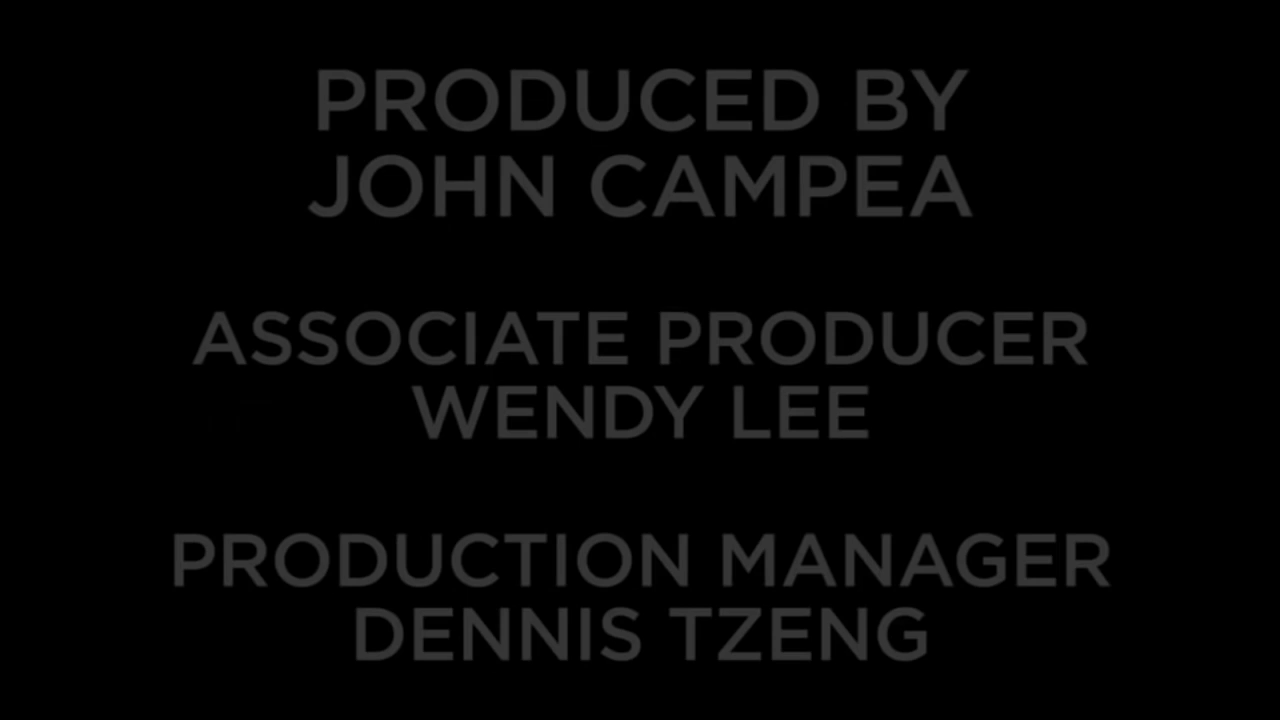 PRODUCED BY
JOHN CAMPEA
ASSOCIATE PRODUCER
WENDY LEE
PRODUCTION MANAGER
DENNIS TZENG